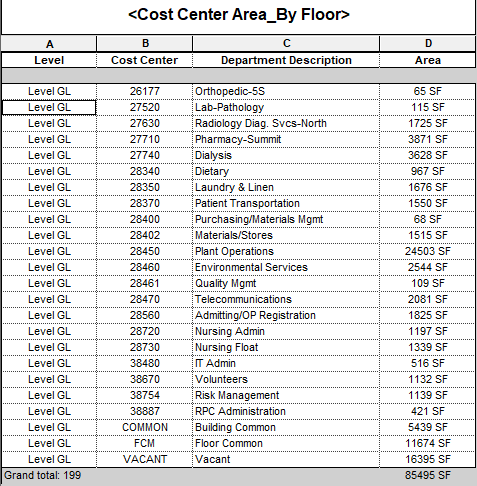 <Cost Center Area_By Floor>
A B C D
Level Cost Center Department Description Area
Level GL 26177 Orthopedic-5S 65 SF
Level GL 27520 Lab-Pathology 115 SF
Level GL 27630 Radiology Diag. Svcs-North 1725 SF
Level GL 27710 Pharmacy-Summit 3871 SF
Level GL 27740 Dialysis 3628 SF
Level GL 28340 Dietary 967 SF
Level GL 28350 Laundry & Linen 1676 SF
Level GL 28370 Patient Transportation 1550 SF
Level GL 28400 Purchasing/Materials Mgmt 68 SF
Level GL 28402 Materials/Stores 1515 SF
Level GL 28450 Plant Operations 24503 SF
Level GL 28460 Environmental Services 2544 SF
Level GL 28461 Quality Mgmt 109 SF
Level GL 28470 Telecommunications 2081 SF
Level GL 28560 Admitting/OP Registration 1825 SF
Level GL 28720 Nursing Admin 1197 SF
Level GL 28730 Nursing Float 1339 SF
Level GL 38480 IT Admin 516 SF
Level GL 38670 Volunteers 1132 SF
Level GL 38754 Risk Management 1139 SF
Level GL 38887 RPC Administration 421 SF
Level GL COMMON Building Common 5439 SF
Level GL FCM Floor Common 11674 SF
Level GL VACANT Vacant 16395 SF
Grand total: 199 85495 SF